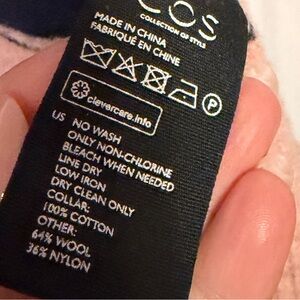 COS
COLLECTION OF STYLE
MADE IN CHINA
FABRIQUÉ EN CHINE
P
clevercare.info
US NO WASH
ONLY NON-CHLORINE
BLEACH WHEN NEEDED
LINE DRY
LOW IRON
DRY CLEAN ONLY
COLLAR:
100% COTTON
OTHER:
64% WOOL
36% NYLON